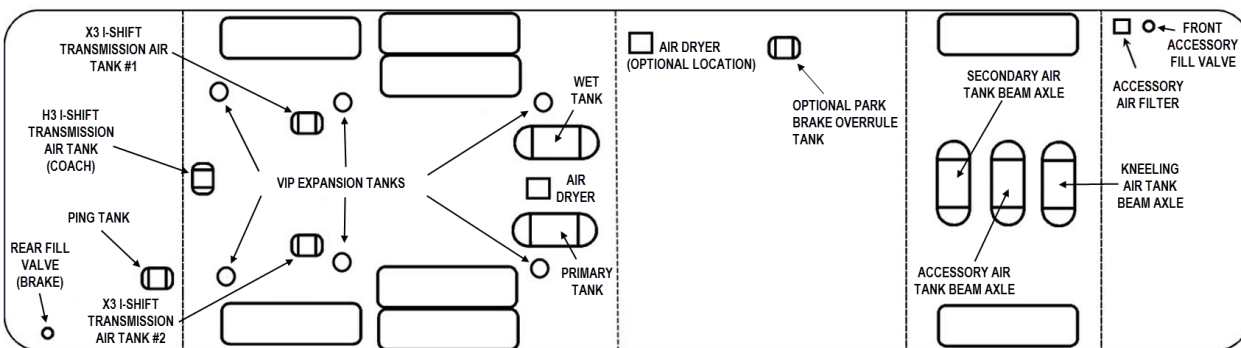 X3 I-SHIFT
TRANSMISSION AIR
TANK #1
H3 I-SHIFT
TRANSMISSION
AIR TANK
(COACH)
PING TANK
REAR FILL
VALVE
(BRAKE)
X3 I-SHIFT
TRANSMISSION
AIR TANK #2
VIP EXPANSION TANKS
WET
TANK
AIR
DRYER
PRIMARY
TANK
AIR DRYER
(OPTIONAL LOCATION)
OPTIONAL PARK
BRAKE OVERRULE
TANK
SECONDARY AIR
TANK BEAM AXLE
ACCESSORY AIR
TANK BEAM AXLE
KNEELING
AIR TANK
BEAM AXLE
ACCESSORY
AIR FILTER
FRONT
ACCESSORY
FILL VALVE